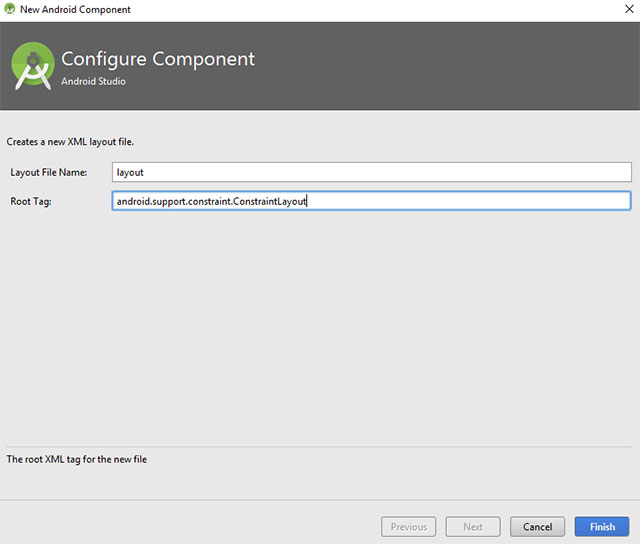 New Android Component
Configure Component
Android Studio
Creates a new XML layout file.
Layout File Name: layout
Root Tag: android.support.constraint.ConstraintLayout
The root XML tag for the new file
Previous Next Cancel Finish